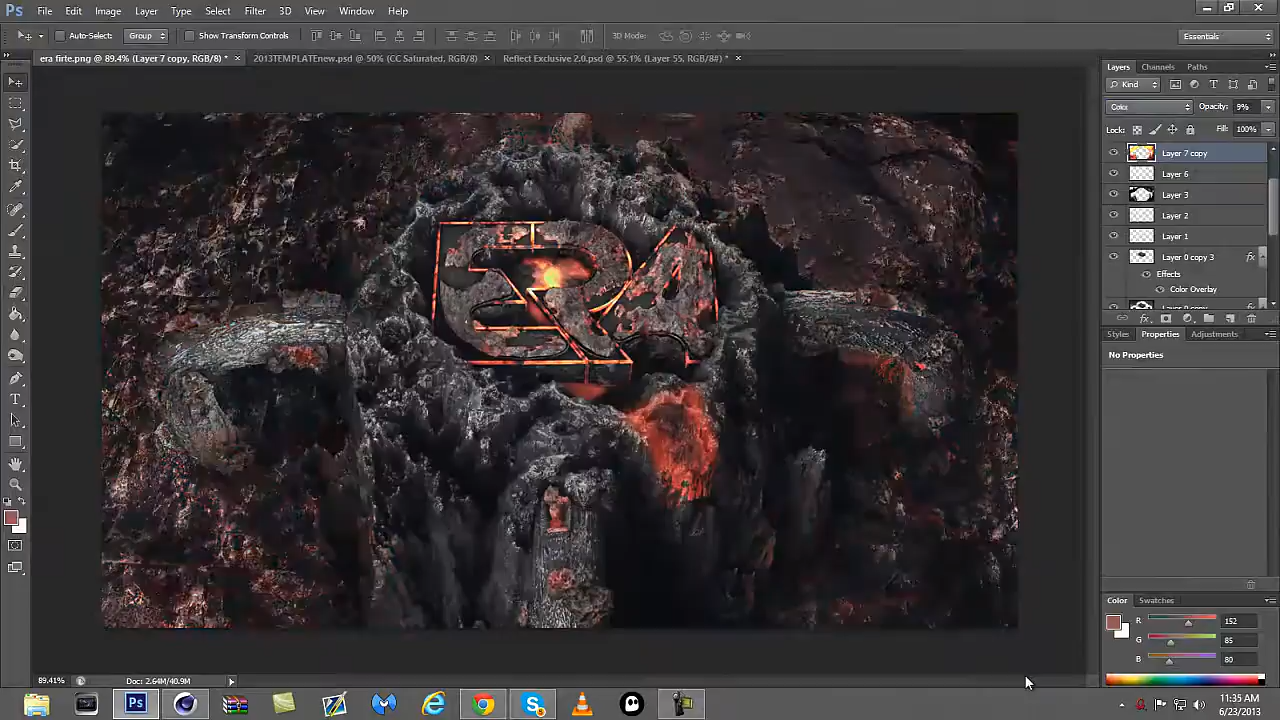 Ps File Edit Image Layer Type Select Filter 3D View Window Help
Auto-Select: Group Show Transform Controls 3D Mode: Essentials
era firte.png @ 89.4% (Layer 7 copy, RGB/8) * × 2013TEMPLATEnew.psd @ 50% (CC Saturated, RGB/8) × Reflect Exclusive 2.0.psd @ 55.1% (Layer 55, RGB/8#) * ×
Layers Channels Paths
Kind
Color Opacity: 9%
Lock: Fill: 100%
Layer 7 copy
Layer 6
Layer 3
Layer 2
Layer 1
Layer 0 copy 3 fx
Effects
Color Overlay
Styles Properties Adjustments
No Properties
ERA
Color Swatches
R 152
G 85
B 80
89.41% Doc: 2.64M/40.9M
11:35 AM
6/23/2013